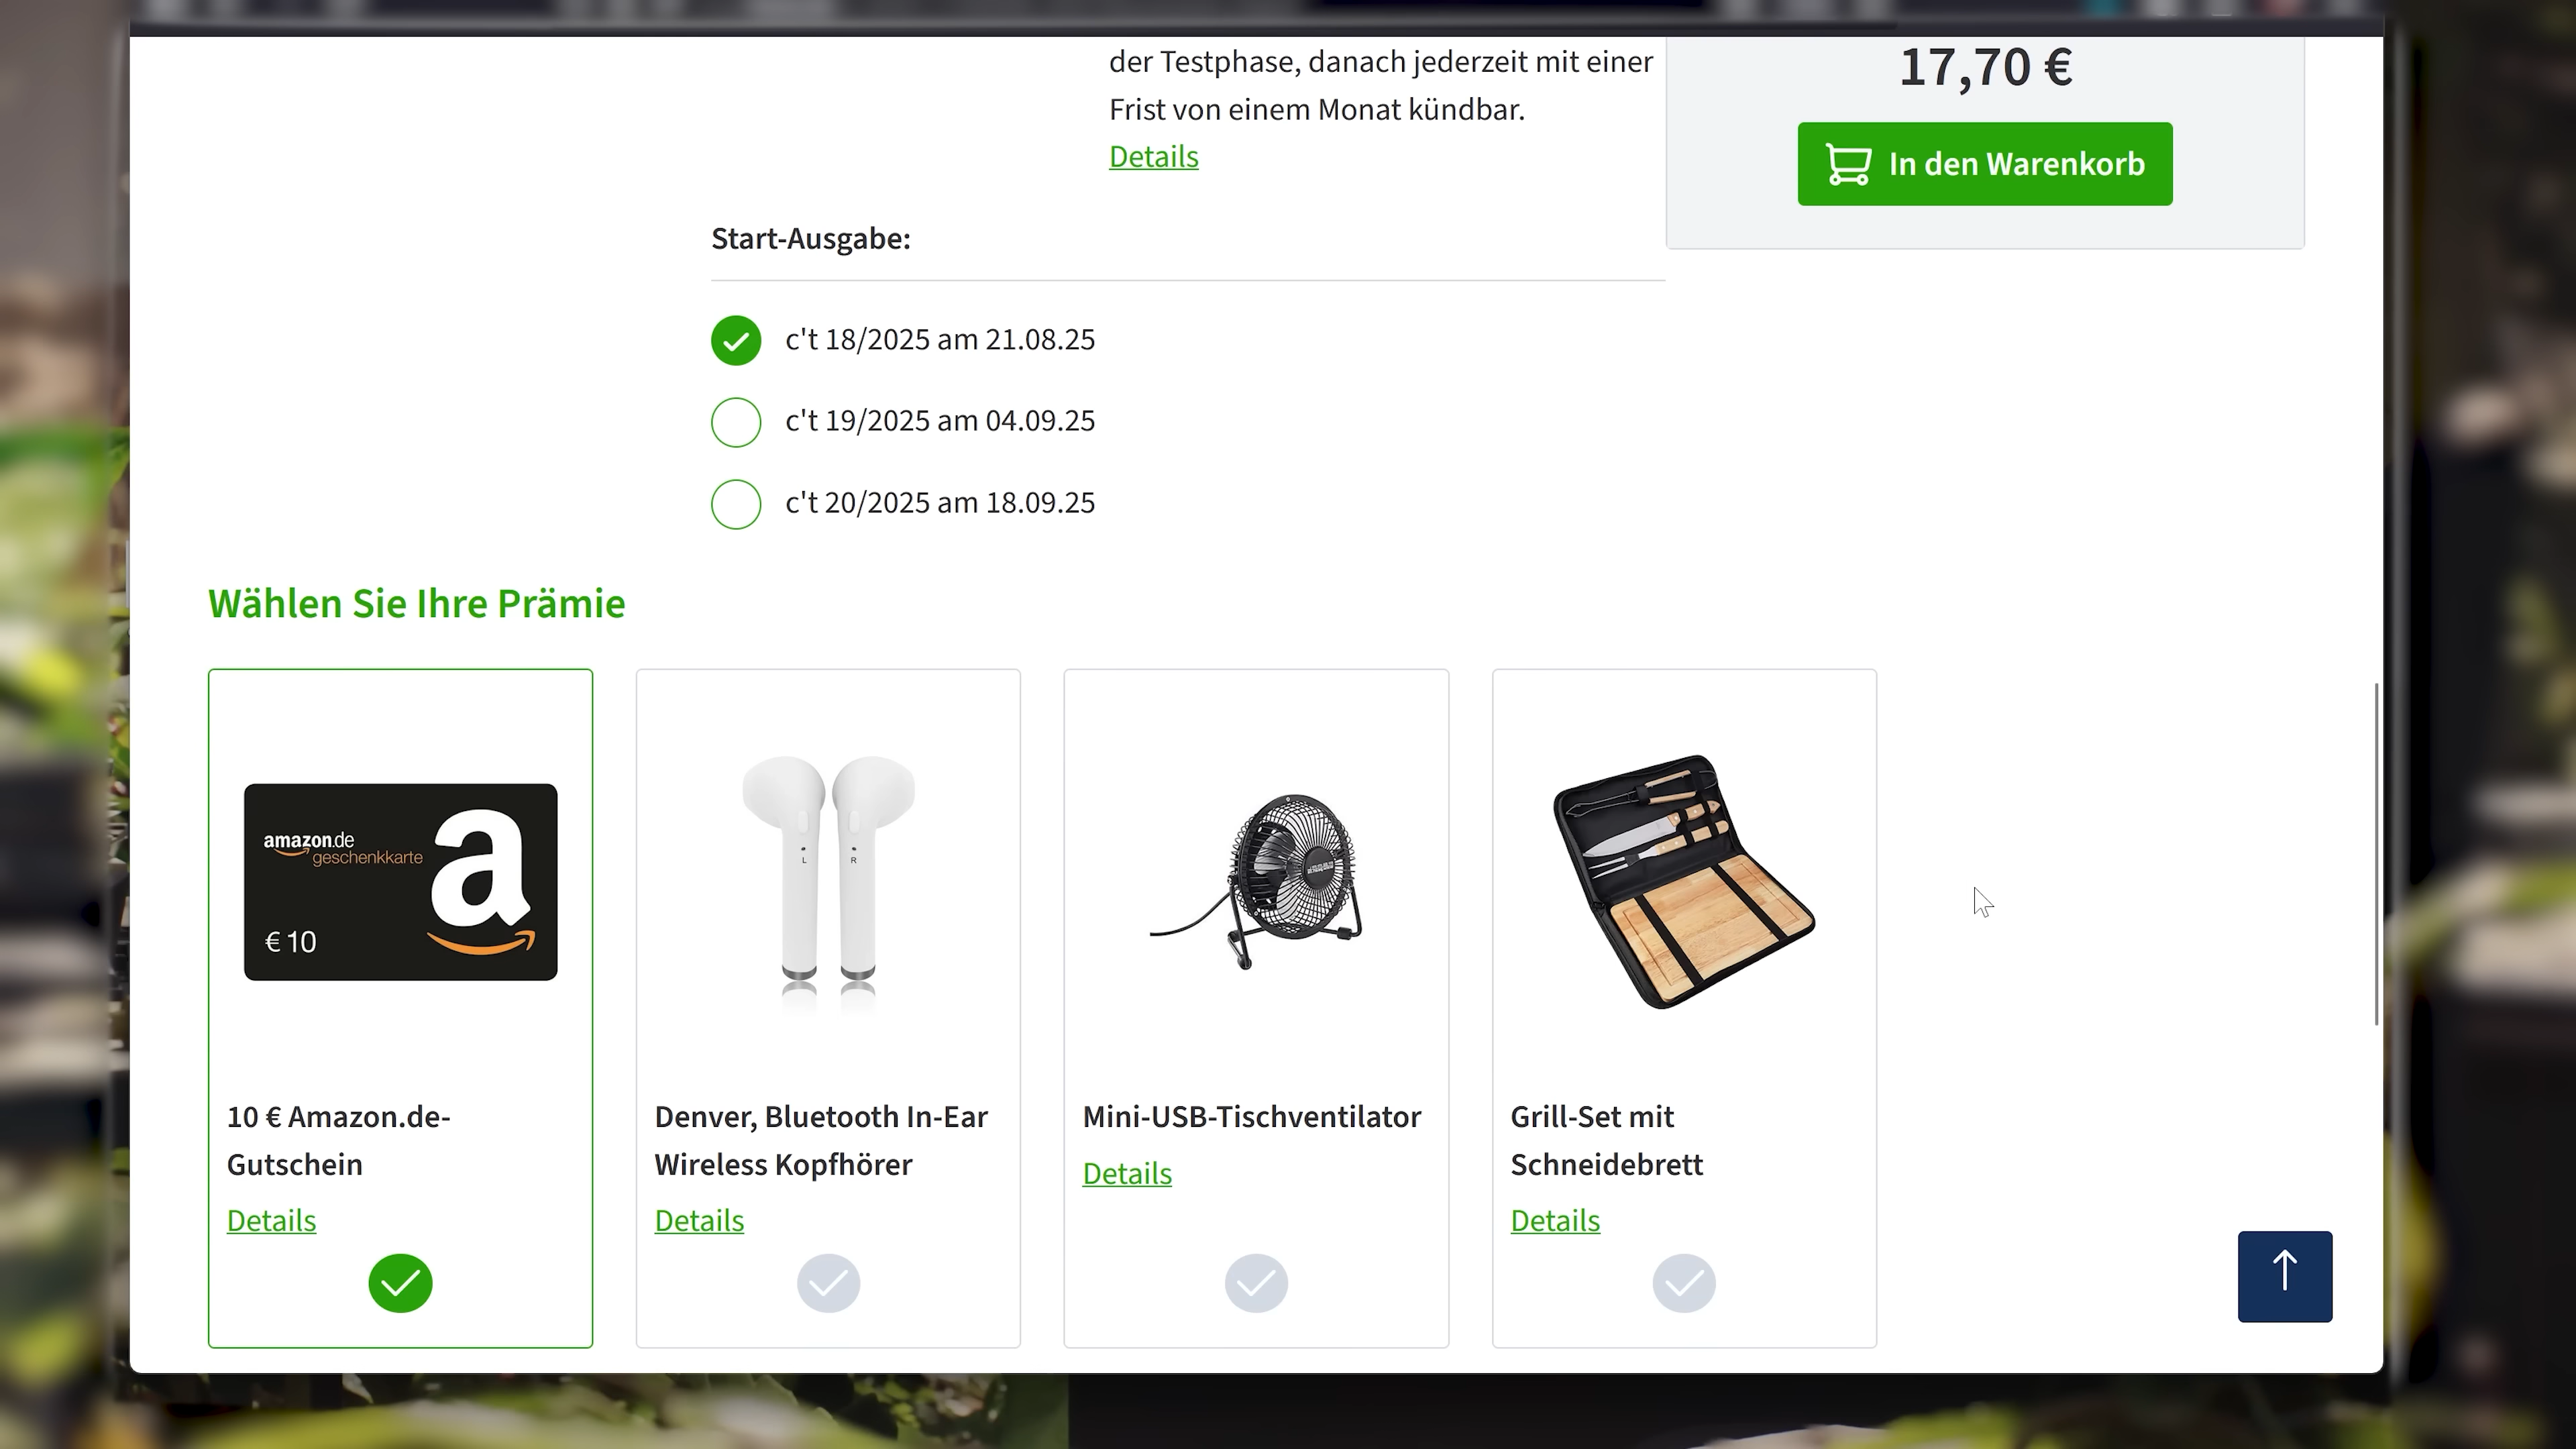 der Testphase, danach jederzeit mit einer
Frist von einem Monat kündbar.
Details
17,70 €
In den Warenkorb
Start-Ausgabe:
c't 18/2025 am 21.08.25
c't 19/2025 am 04.09.25
c't 20/2025 am 18.09.25
Wählen Sie Ihre Prämie
amazon.de
geschenkkarte
a
€ 10
10 € Amazon.de-
Gutschein
Details
L R
Denver, Bluetooth In-Ear
Wireless Kopfhörer
Details
Mini-USB-Tischventilator
Details
Grill-Set mit
Schneidebrett
Details